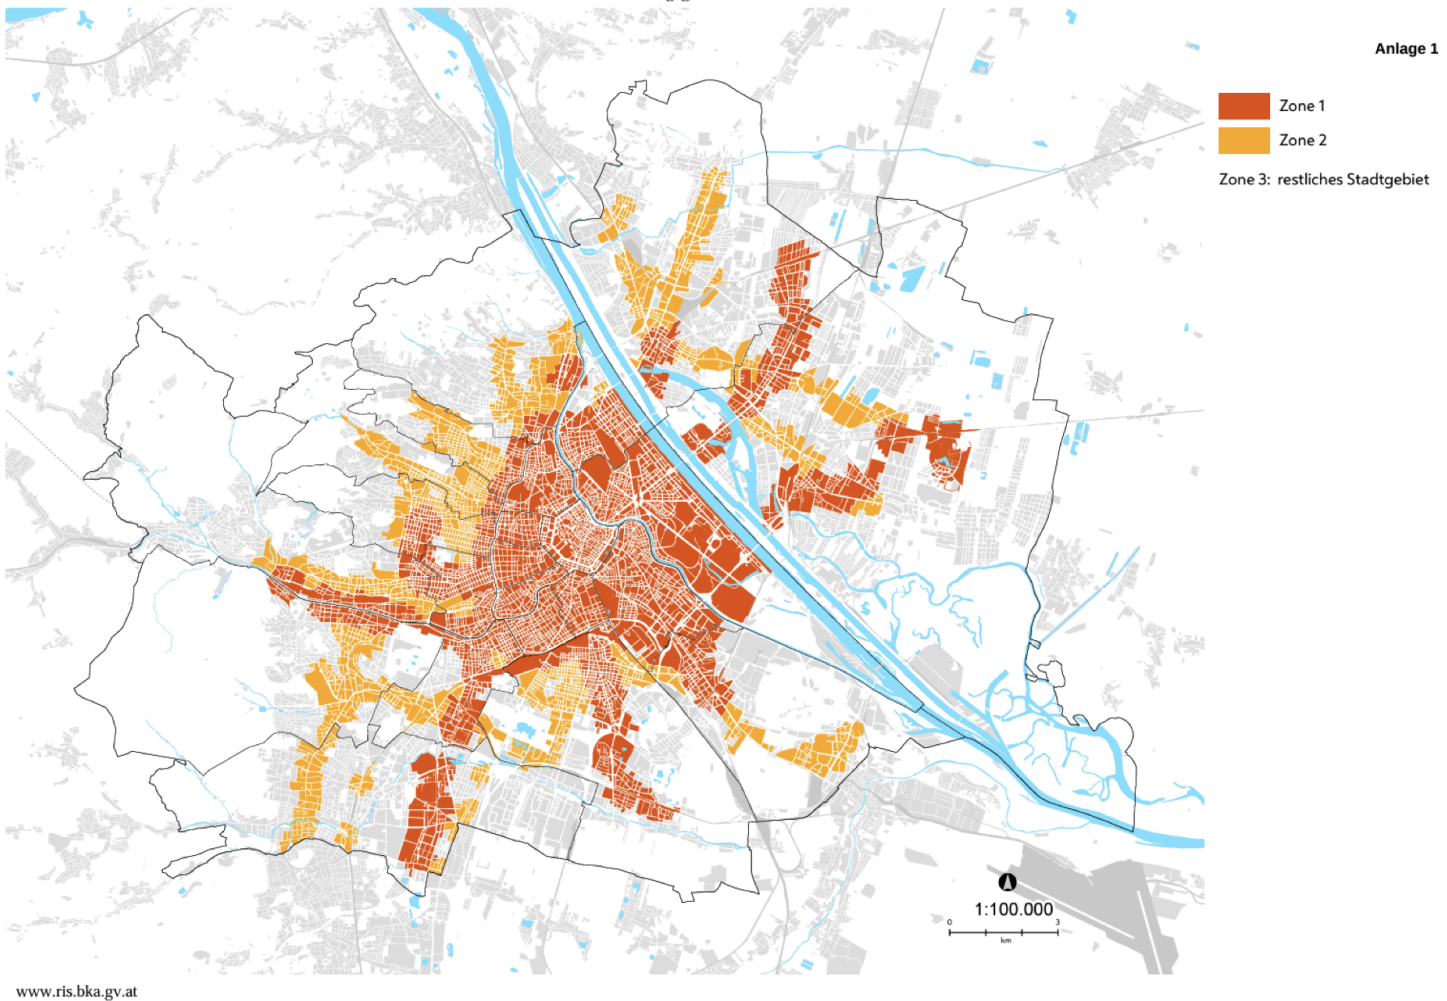 Anlage 1
Zone 1
Zone 2
Zone 3: restliches Stadtgebiet
1:100.000
0 3
km
www.ris.bka.gv.at